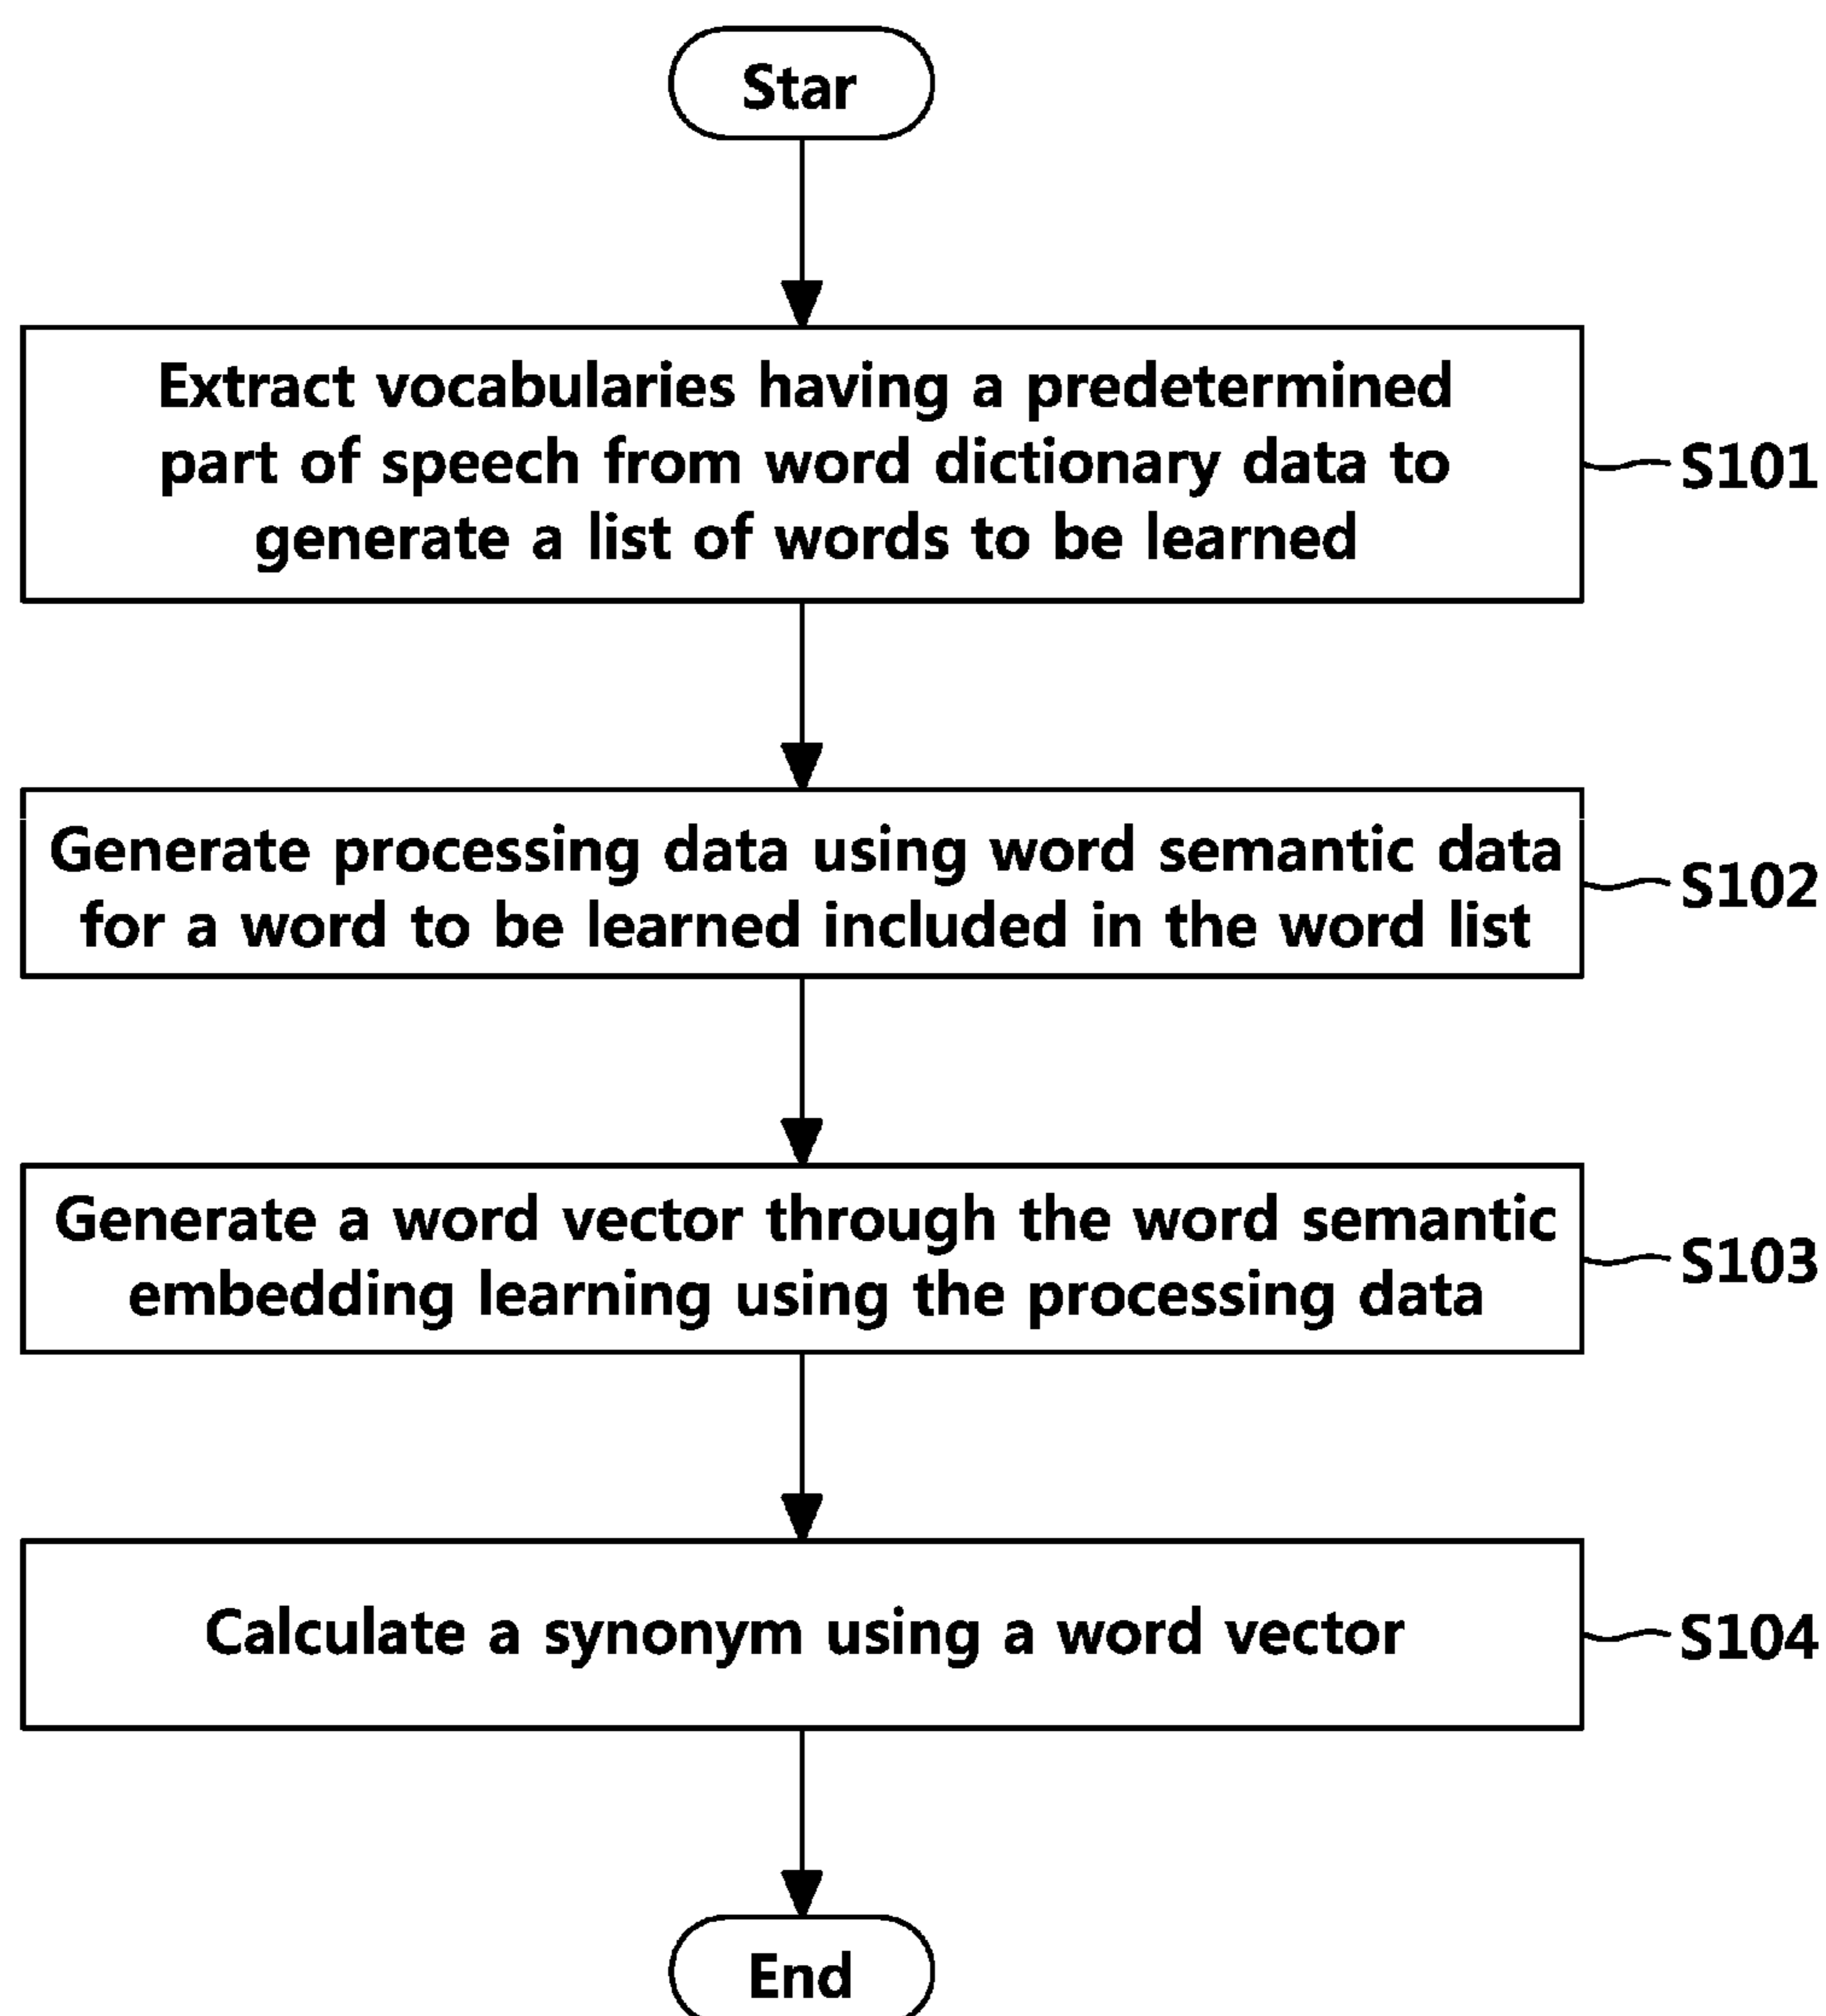 Star
Extract vocabularies having a predetermined
part of speech from word dictionary data to
generate a list of words to be learned
S101
Generate processing data using word semantic data
for a word to be learned included in the word list
S102
Generate a word vector through the word semantic
embedding learning using the processing data
S103
Calculate a synonym using a word vector
S104
End